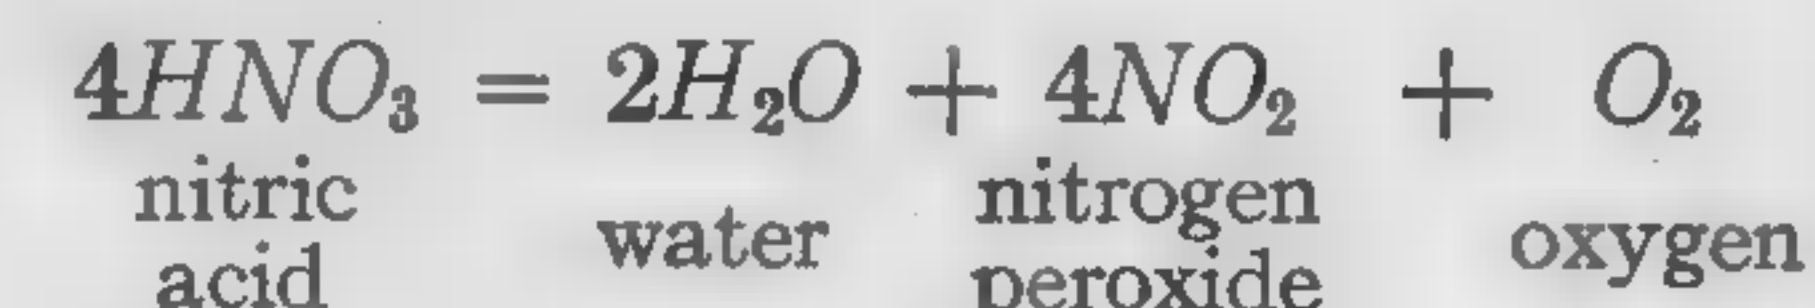 4HNO₃ = 2H₂O + 4NO₂ + O₂
nitric water nitrogen oxygen
acid peroxide